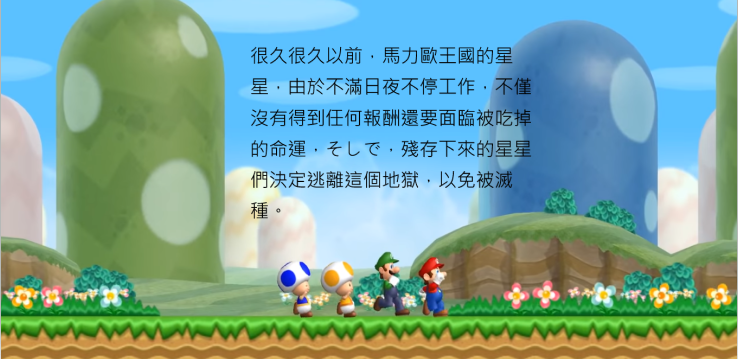 很久很久以前，馬力歐王國的星
星，由於不滿日夜不停工作，不僅
沒有得到任何報酬還要面臨被吃掉
的命運，そしで，殘存下來的星星
們決定逃離這個地獄，以免被滅
種。